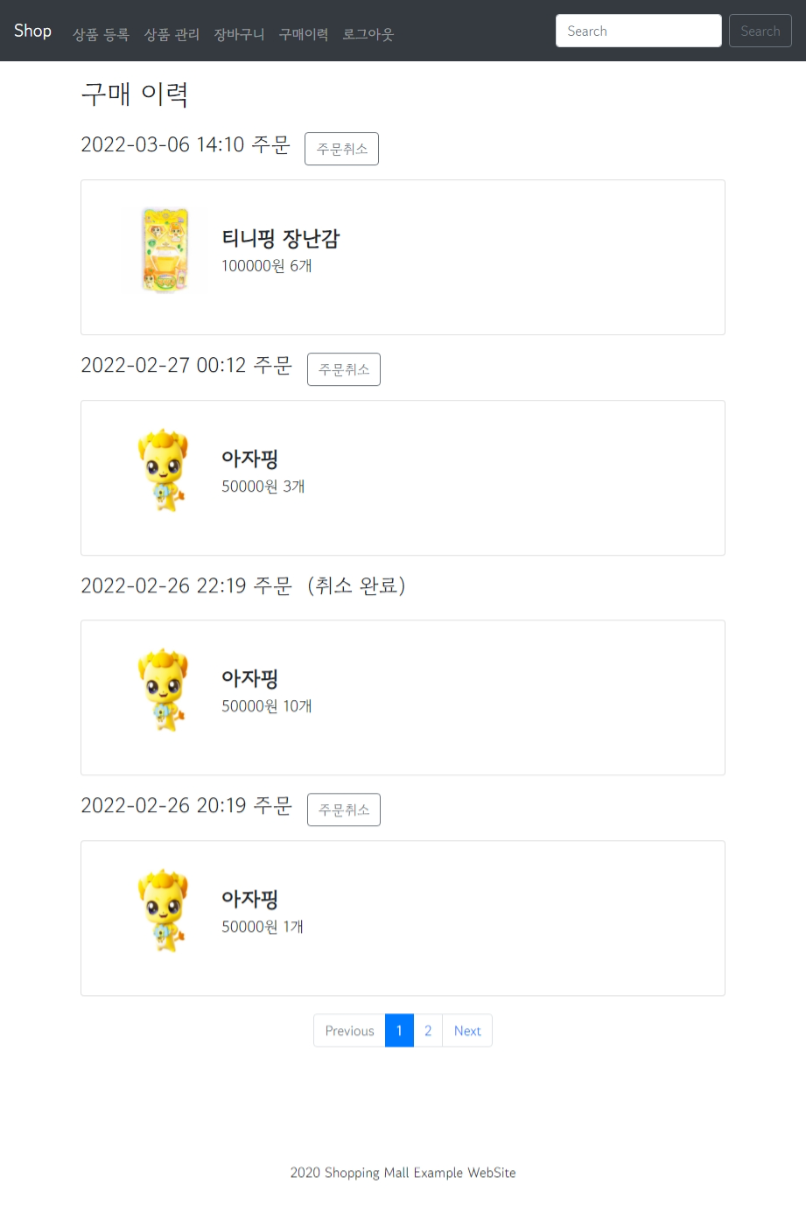 Shop 상품 등록 상품 관리 장바구니 구매이력 로그아웃 Search Search
구매 이력
2022-03-06 14:10 주문 주문취소
티니핑 장난감
100000원 6개
2022-02-27 00:12 주문 주문취소
아자핑
50000원 3개
2022-02-26 22:19 주문 (취소 완료)
아자핑
50000원 10개
2022-02-26 20:19 주문 주문취소
아자핑
50000원 1개
Previous 1 2 Next
2020 Shopping Mall Example WebSite